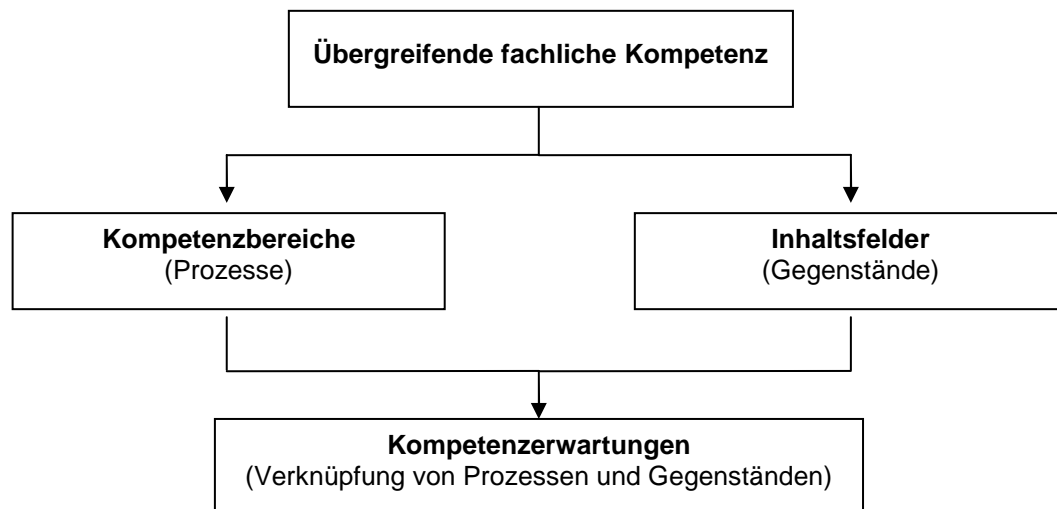 Übergreifende fachliche Kompetenz
Kompetenzbereiche
(Prozesse)
Inhaltsfelder
(Gegenstände)
Kompetenzerwartungen
(Verknüpfung von Prozessen und Gegenständen)